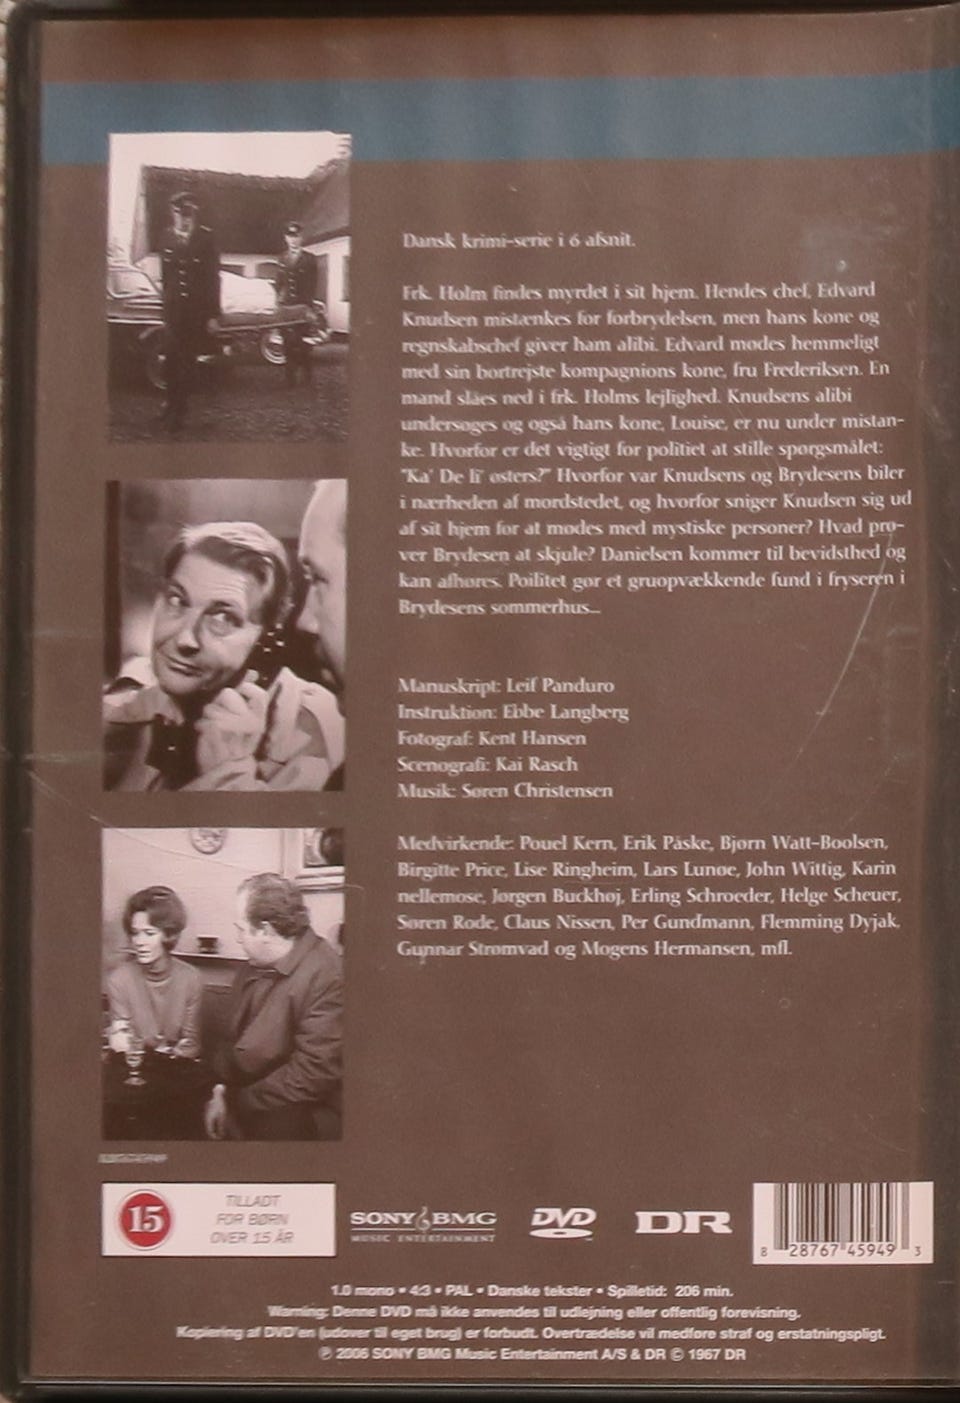 Dansk krimi-serie i 6 afsnit.
Frk. Holm findes myrdet i sit hjem. Hendes chef, Edvard
Knudsen mistænkes for forbrydelsen, men hans kone og
regnskabschef giver ham alibi. Edvard mødes hemmeligt
med sin bortrejste kompagnions kone, fru Frederiksen. En
mand slåes ned i frk. Holms lejlighed. Knudsens alibi
undersøges og også hans kone, Louise, er nu under mistan-
ke. Hvorfor er det vigtigt for politiet at stille spørgsmålet:
"Ka' De li' østers?" Hvorfor var Knudsens og Brydesens biler
i nærheden af mordstedet, og hvorfor sniger Knudsen sig ud
af sit hjem for at mødes med mystiske personer? Hvad prø-
ver Brydesen at skjule? Danielsen kommer til bevidsthed og
kan afhøres. Poilitet gør et gruopvækkende fund i fryseren i
Brydesens sommerhus...
Manuskript: Leif Panduro
Instruktion: Ebbe Langberg
Fotograf: Kent Hansen
Scenografi: Kai Rasch
Musik: Søren Christensen
Medvirkende: Pouel Kern, Erik Påske, Bjørn Watt-Boolsen,
Birgitte Price, Lise Ringheim, Lars Lunøe, John Wittig, Karin
nellemose, Jørgen Buckhøj, Erling Schroeder, Helge Scheuer,
Søren Rode, Claus Nissen, Per Gundmann, Flemming Dyjak,
Gunnar Strømvad og Mogens Hermansen, mfl.
15
TILLADT
FOR BØRN
OVER 15 ÅR
SONY BMG
MUSIC ENTERTAINMENT
DVD
DR
8 28767 45949 3
1.0 mono • 4:3 • PAL • Danske tekster • Spilletid: 206 min.
Warning: Denne DVD må ikke anvendes til udlejning eller offentlig forevisning.
Kopiering af DVD'en (udover til eget brug) er forbudt. Overtrædelse vil medføre straf og erstatningspligt.
℗ 2006 SONY BMG Music Entertainment A/S & DR © 1967 DR